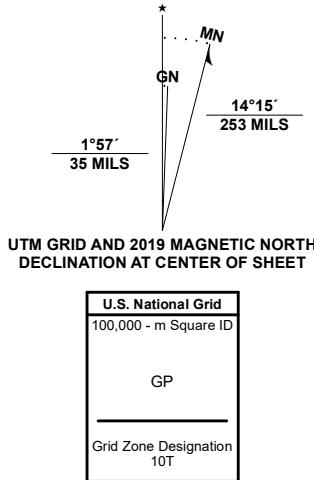 ★
MN
GN
1°57´
35 MILS
14°15´
253 MILS
UTM GRID AND 2019 MAGNETIC NORTH
DECLINATION AT CENTER OF SHEET
U.S. National Grid
100,000 - m Square ID
GP
Grid Zone Designation
10T